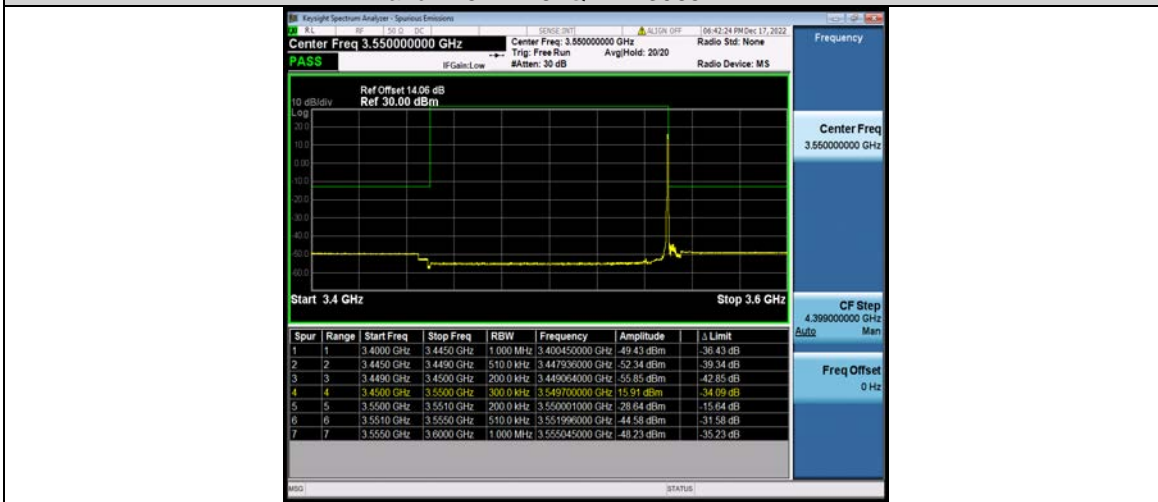 Keysight Spectrum Analyzer - Spurious Emissions
RL RF 50 Ω DC SENSE:INT ALIGN OFF 06:42:24 PM Dec 17, 2022
Center Freq 3.550000000 GHz
Center Freq: 3.550000000 GHz
Radio Std: None
Trig: Free Run Avg|Hold: 20/20
PASS
IFGain:Low #Atten: 30 dB Radio Device: MS
Ref Offset 14.06 dB
10 dB/div Ref 30.00 dBm
Log
20.0
10.0
0.00
-10.0
-20.0
-30.0
-40.0
-50.0
-60.0
Start 3.4 GHz Stop 3.6 GHz
Spur Range Start Freq Stop Freq RBW Frequency Amplitude Δ Limit
1 1 3.4000 GHz 3.4450 GHz 1.000 MHz 3.400450000 GHz -49.43 dBm -36.43 dB
2 2 3.4450 GHz 3.4490 GHz 510.0 kHz 3.447936000 GHz -52.34 dBm -39.34 dB
3 3 3.4490 GHz 3.4500 GHz 200.0 kHz 3.449064000 GHz -55.85 dBm -42.85 dB
4 4 3.4500 GHz 3.5500 GHz 300.0 kHz 3.549700000 GHz 15.91 dBm -34.09 dB
5 5 3.5500 GHz 3.5510 GHz 200.0 kHz 3.550001000 GHz -28.64 dBm -15.64 dB
6 6 3.5510 GHz 3.5550 GHz 510.0 kHz 3.551996000 GHz -44.58 dBm -31.58 dB
7 7 3.5550 GHz 3.6000 GHz 1.000 MHz 3.555045000 GHz -48.23 dBm -35.23 dB
MSG STATUS
Frequency
Center Freq
3.550000000 GHz
CF Step
4.399000000 GHz
Auto Man
Freq Offset
0 Hz